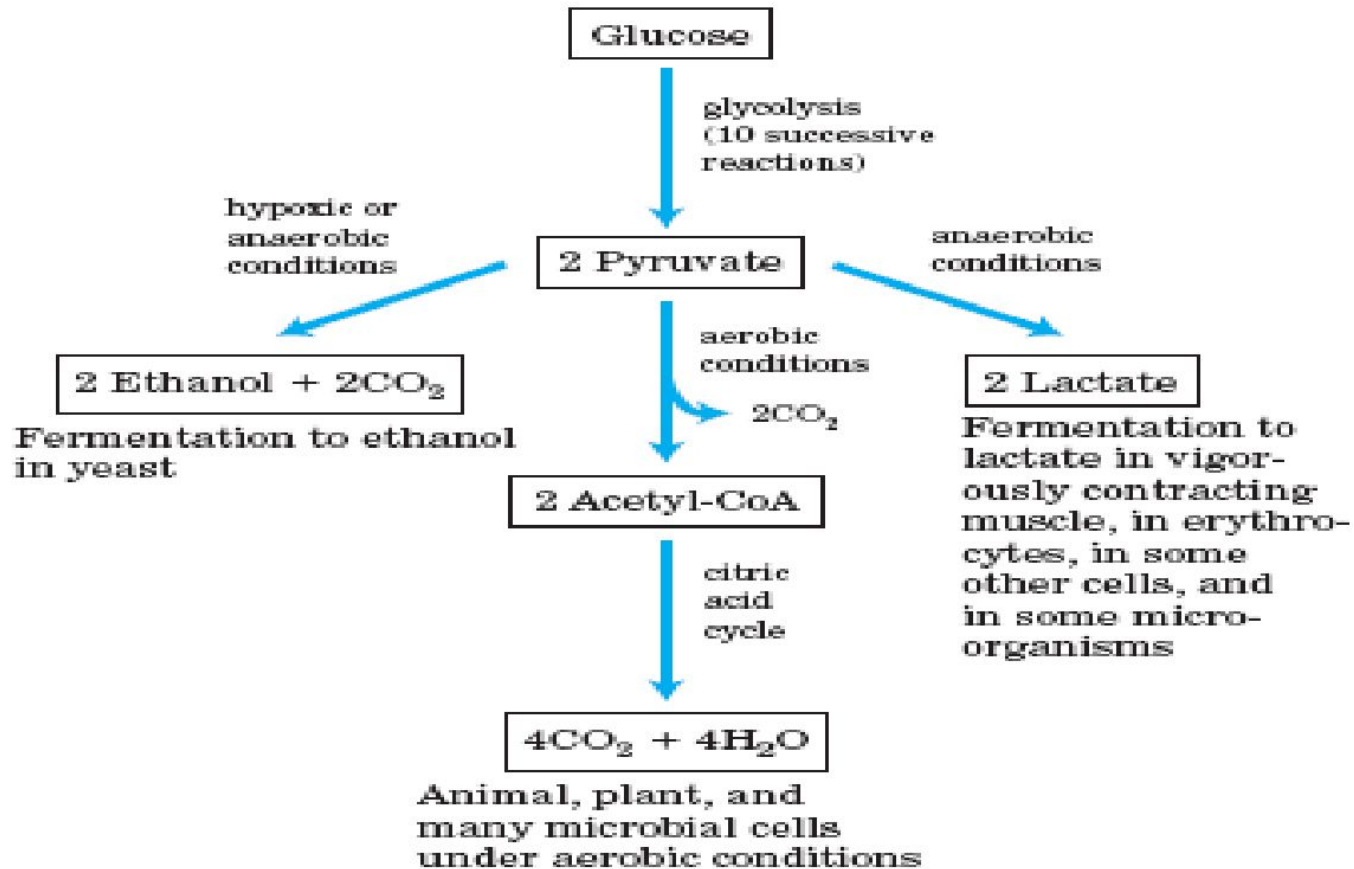 Glucose
glycolysis
(10 successive
reactions)
hypoxic or
anaerobic
conditions
2 Pyruvate
anaerobic
conditions
2 Ethanol + 2CO₂
Fermentation to ethanol
in yeast
aerobic
conditions
2CO₂
2 Lactate
Fermentation to
lactate in vigor-
ously contracting
muscle, in erythro-
cytes, in some
other cells, and
in some micro-
organisms
2 Acetyl-CoA
citric
acid
cycle
4CO₂ + 4H₂O
Animal, plant, and
many microbial cells
under aerobic conditions